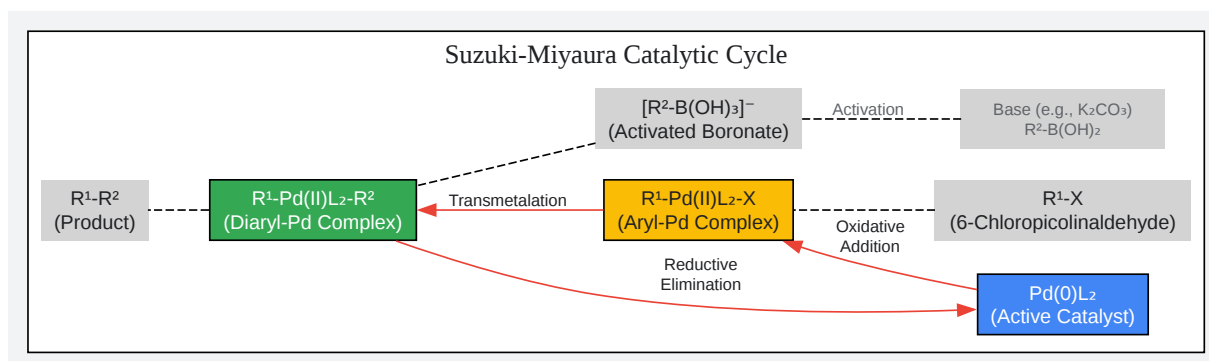 Suzuki-Miyaura Catalytic Cycle
[R²-B(OH)₃]⁻
(Activated Boronate)
Activation
Base (e.g., K₂CO₃)
R²-B(OH)₂
R¹-R²
(Product)
R¹-Pd(II)L₂-R²
(Diaryl-Pd Complex)
Transmetalation
R¹-Pd(II)L₂-X
(Aryl-Pd Complex)
R¹-X
(6-Chloropicolinaldehyde)
Oxidative
Addition
Reductive
Elimination
Pd(0)L₂
(Active Catalyst)